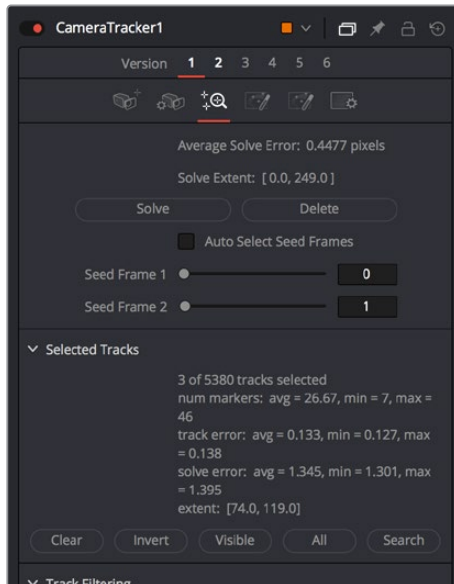 CameraTracker1
Version 1 2 3 4 5 6
Average Solve Error: 0.4477 pixels
Solve Extent: [ 0.0, 249.0 ]
Solve Delete
Auto Select Seed Frames
Seed Frame 1 0
Seed Frame 2 1
Selected Tracks
3 of 5380 tracks selected
num markers: avg = 26.67, min = 7, max =
46
track error: avg = 0.133, min = 0.127, max
= 0.138
solve error: avg = 1.345, min = 1.301, max
= 1.395
extent: [74.0, 119.0]
Clear Invert Visible All Search
Track Filtering